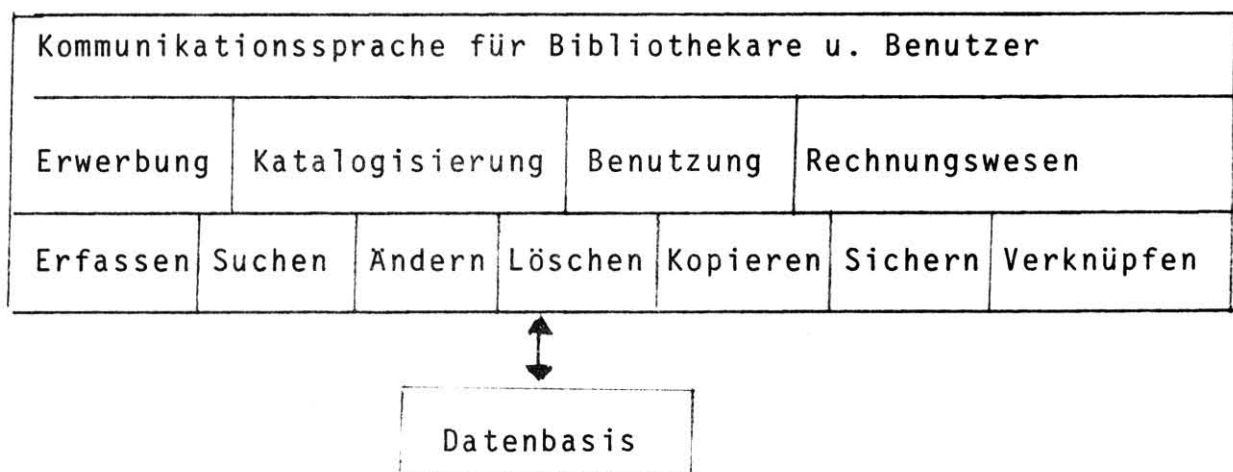 Kommunikationssprache für Bibliothekare u. Benutzer
Erwerbung Katalogisierung Benutzung Rechnungswesen
Erfassen Suchen Ändern Löschen Kopieren Sichern Verknüpfen
Datenbasis